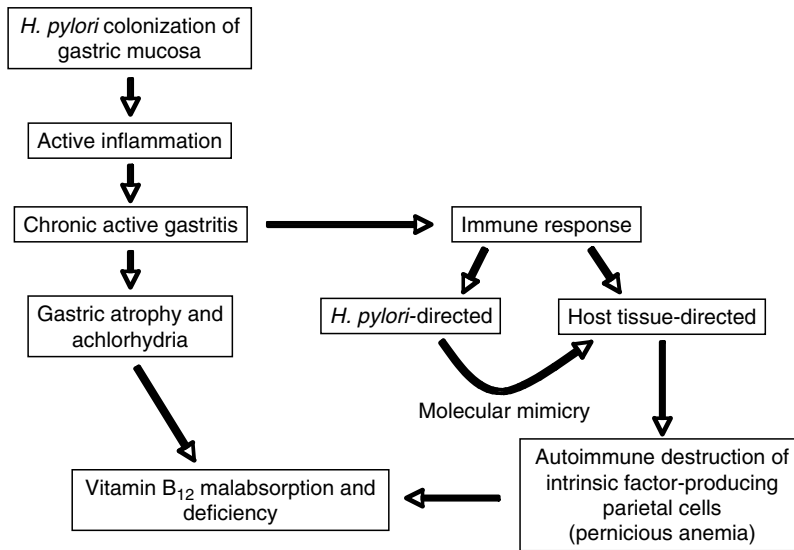 H. pylori colonization of
gastric mucosa
Active inflammation
Chronic active gastritis
Immune response
Gastric atrophy and
achlorhydria
H. pylori-directed
Host tissue-directed
Molecular mimicry
Vitamin B12 malabsorption and
deficiency
Autoimmune destruction of
intrinsic factor-producing
parietal cells
(pernicious anemia)